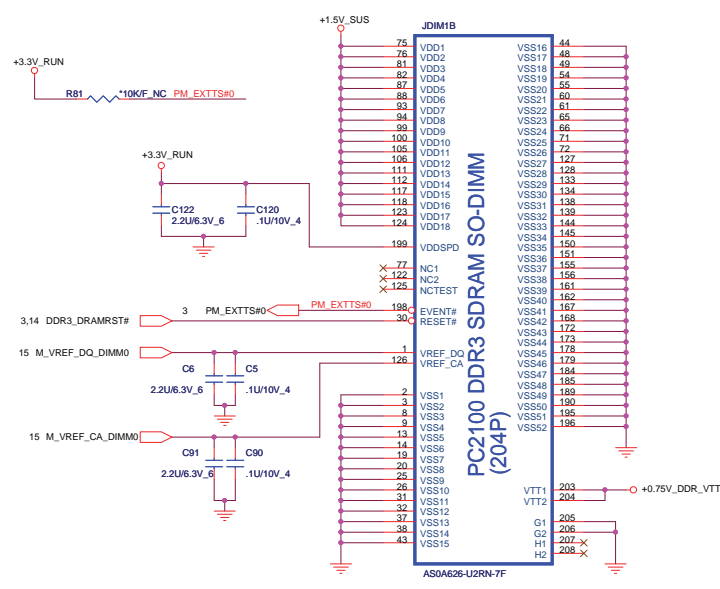 +1.5V_SUS
JDIM1B
+3.3V_RUN
R81 *10K/F_NC PM_EXTTS#0
75 VDD1
76 VDD2
81 VDD3
82 VDD4
87 VDD5
88 VDD6
93 VDD7
94 VDD8
99 VDD9
100 VDD10
105 VDD11
106 VDD12
111 VDD13
112 VDD14
117 VDD15
118 VDD16
123 VDD17
124 VDD18
+3.3V_RUN
C122
2.2U/6.3V_6
C120
.1U/10V_4
199 VDDSPD
77 NC1
122 NC2
125 NCTEST
3 PM_EXTTS#0 PM_EXTTS#0 198 EVENT#
3,14 DDR3_DRAMRST# 30 RESET#
15 M_VREF_DQ_DIMM0 1 VREF_DQ
126 VREF_CA
C6
2.2U/6.3V_6
C5
.1U/10V_4
15 M_VREF_CA_DIMM0
C91
2.2U/6.3V_6
C90
.1U/10V_4
2 VSS1
3 VSS2
8 VSS3
9 VSS4
13 VSS5
14 VSS6
19 VSS7
20 VSS8
25 VSS9
26 VSS10
31 VSS11
32 VSS12
37 VSS13
38 VSS14
43 VSS15
PC2100 DDR3 SDRAM SO-DIMM
(204P)
VSS16 44
VSS17 48
VSS18 49
VSS19 54
VSS20 55
VSS21 60
VSS22 61
VSS23 65
VSS24 66
VSS25 71
VSS26 72
VSS27 127
VSS28 128
VSS29 133
VSS30 134
VSS31 138
VSS32 139
VSS33 144
VSS34 145
VSS35 150
VSS36 151
VSS37 155
VSS38 156
VSS39 161
VSS40 162
VSS41 167
VSS42 168
VSS43 172
VSS44 173
VSS45 178
VSS46 179
VSS47 184
VSS48 185
VSS49 189
VSS50 190
VSS51 195
VSS52 196
VTT1 203
VTT2 204
+0.75V_DDR_VTT
G1 205
G2 206
H1 207
H2 208
AS0A626-U2RN-7F